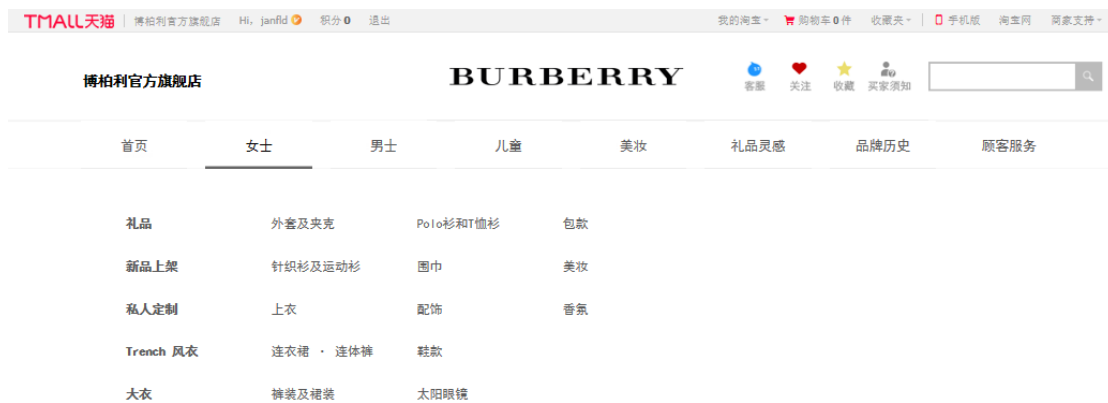 TMALL天猫 博柏利官方旗舰店 Hi, janfld 积分 0 退出 我的淘宝 购物车 0 件 收藏夹 手机版 淘宝网 商家支持
博柏利官方旗舰店 BURBERRY 客服 关注 收藏 买家须知
首页 女士 男士 儿童 美妆 礼品灵感 品牌历史 顾客服务
礼品 外套及夹克 Polo衫和T恤衫 包款
新品上架 针织衫及运动衫 围巾 美妆
私人定制 上衣 配饰 香氛
Trench 风衣 连衣裙 · 连体裤 鞋款
大衣 裤装及裙装 太阳眼镜